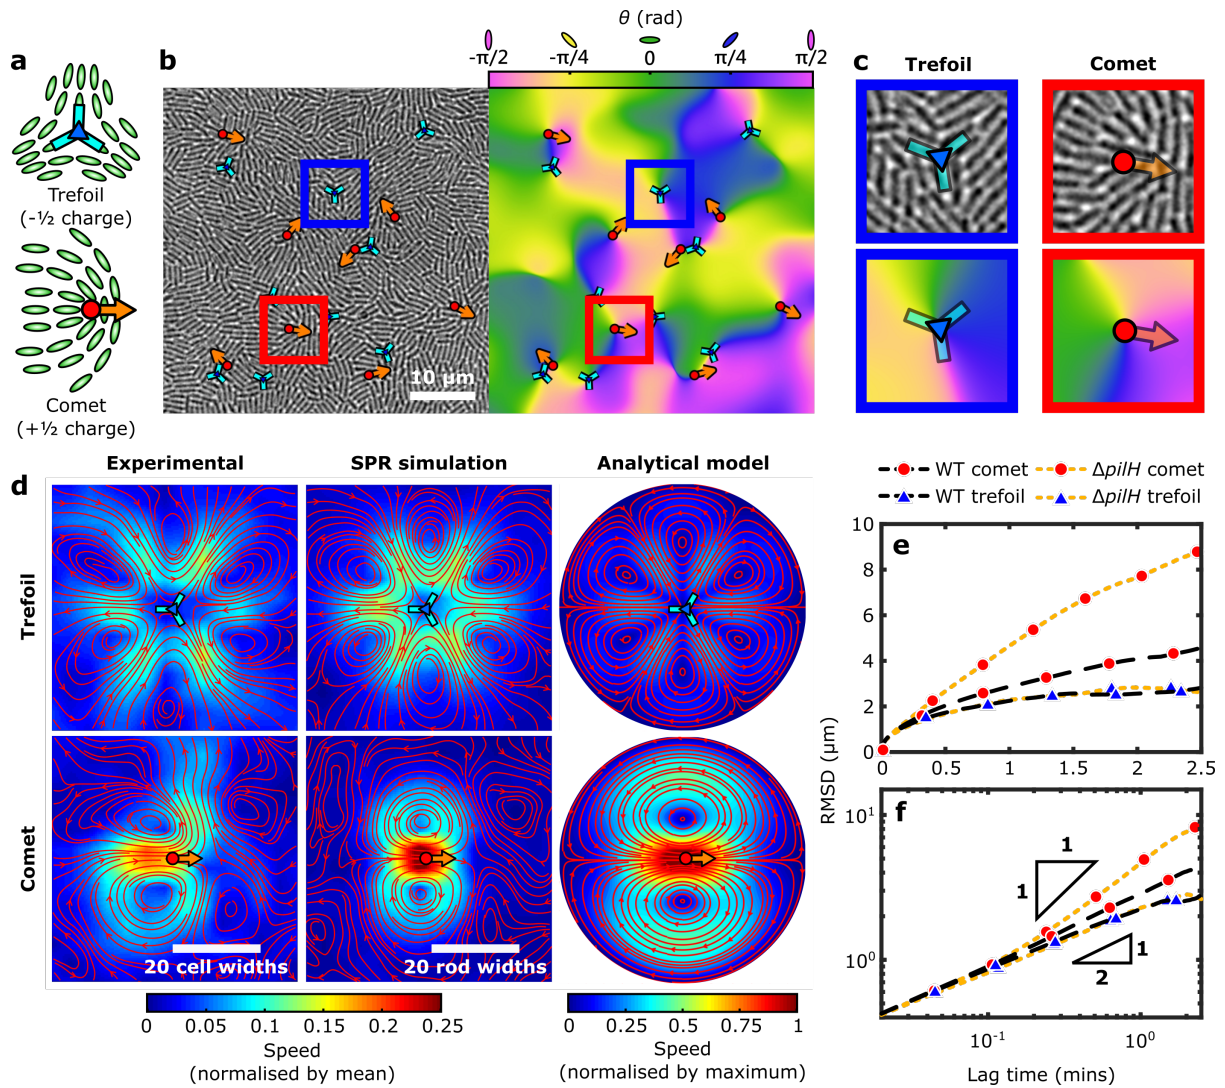 a
Trefoil
(-½ charge)
Comet
(+½ charge)
b
θ (rad)
-π/2 -π/4 0 π/4 π/2
10 μm
c
Trefoil Comet
d
Experimental SPR simulation Analytical model
Trefoil
Comet
20 cell widths
20 rod widths
0 0.05 0.1 0.15 0.2 0.25
Speed
(normalised by mean)
0 0.25 0.5 0.75 1
Speed
(normalised by maximum)
WT comet ΔpilH comet
WT trefoil ΔpilH trefoil
e
10
8
6
4
2
0
0 0.5 1 1.5 2 2.5
RMSD (μm)
f
10¹
10⁰
1
1
1
2
10⁻¹ 10⁰
Lag time (mins)